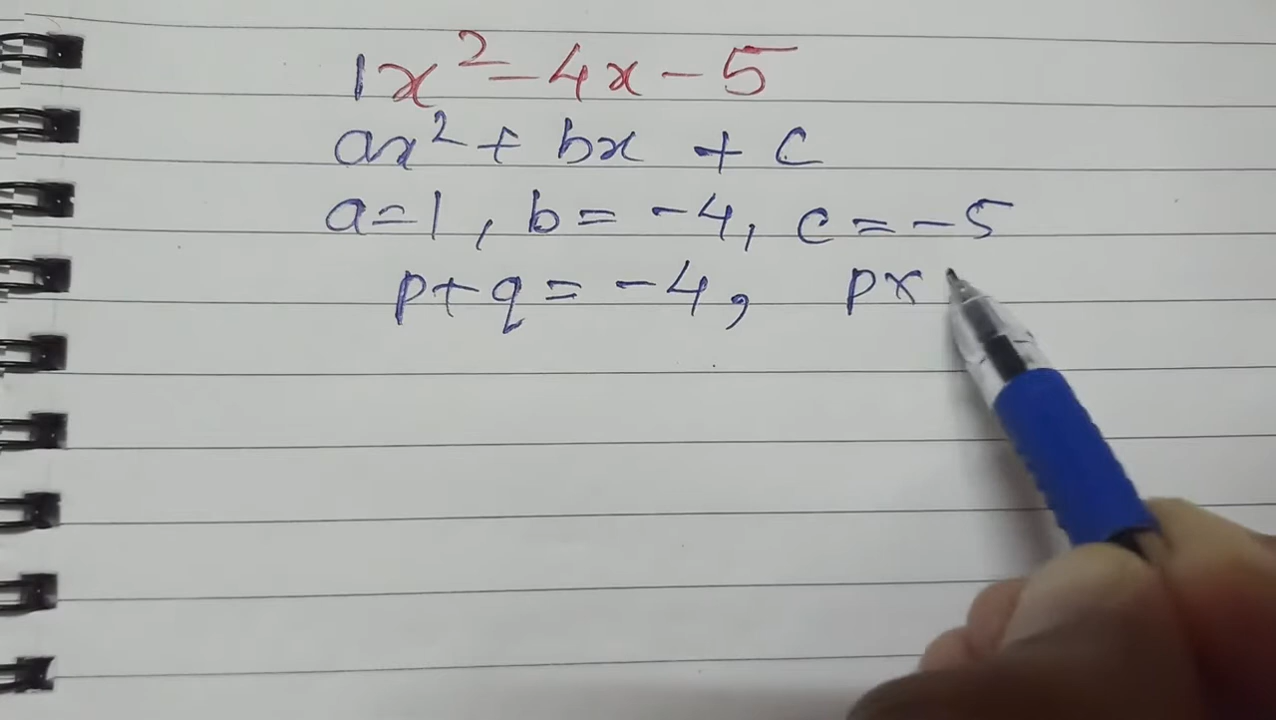 1x² - 4x - 5
ax² + bx + c
a=1, b= -4, c = -5
p+q = -4, p×